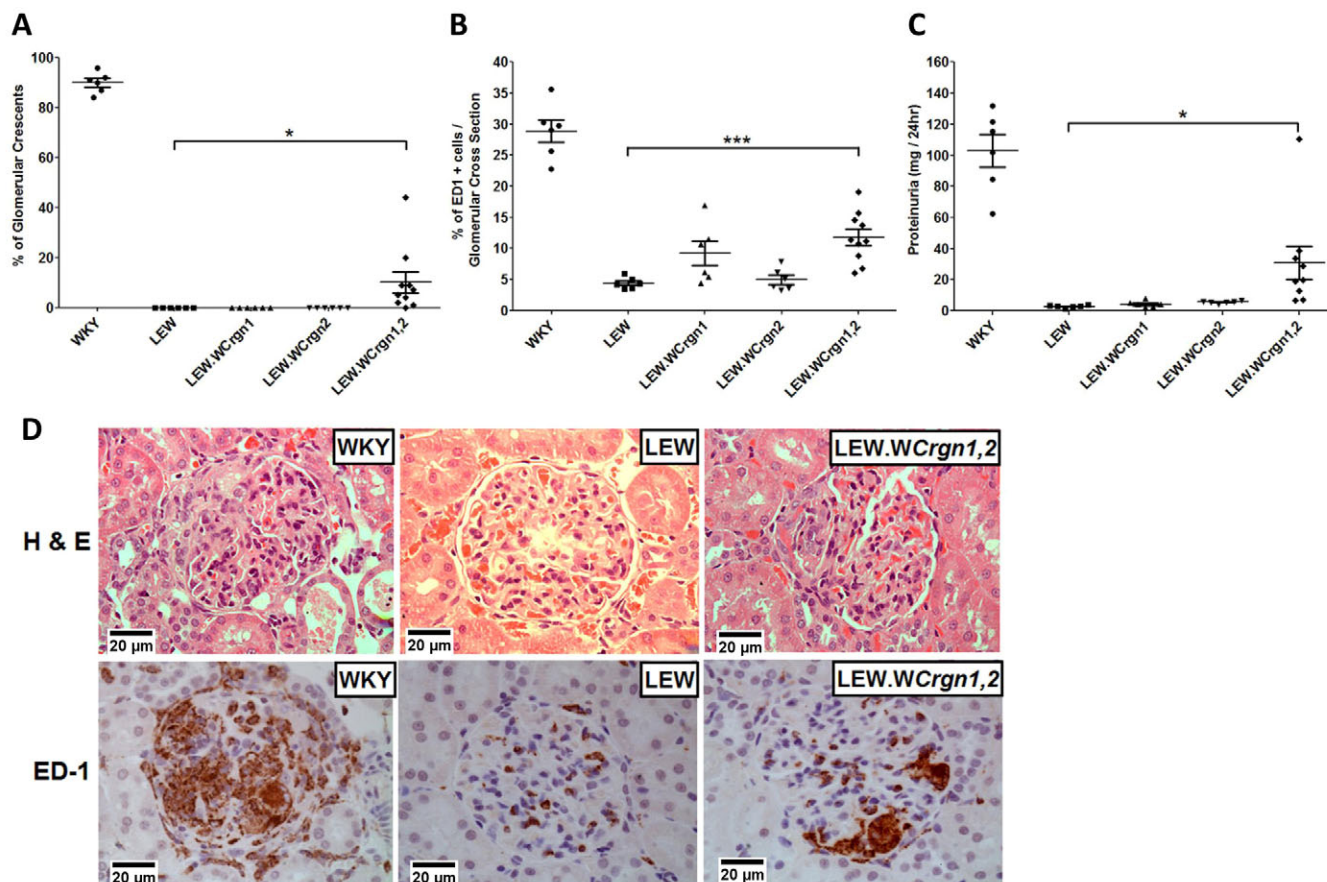 A
% of Glomerular Crescents
100
80
60
40
20
0
*
WKY
LEW
LEW.WCrgn1
LEW.WCrgn2
LEW.WCrgn1,2
B
% of ED1 + cells /
Glomerular Cross Section
40
35
30
25
20
15
10
5
0
***
WKY
LEW
LEW.WCrgn1
LEW.WCrgn2
LEW.WCrgn1,2
C
Proteinuria (mg / 24hr)
160
140
120
100
80
60
40
20
0
*
WKY
LEW
LEW.WCrgn1
LEW.WCrgn2
LEW.WCrgn1,2
D
H & E
WKY
20 µm
LEW
20 µm
LEW.WCrgn1,2
20 µm
ED-1
WKY
20 µm
LEW
20 µm
LEW.WCrgn1,2
20 µm